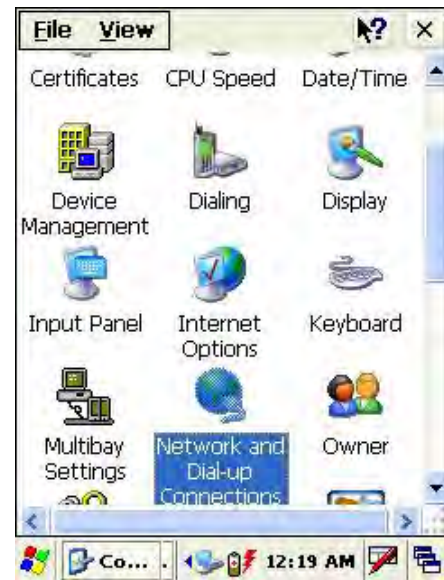 File View ?
Certificates CPU Speed Date/Time
Device Management
Dialing
Display
Input Panel
Internet Options
Keyboard
Multibay Settings
Network and Dial-up Connections
Owner
Co... 12:19 AM